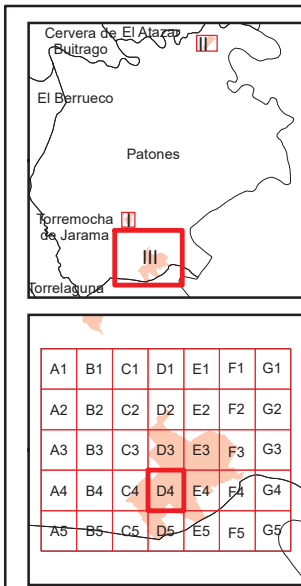 Cervera de El Atazar
Buitrago
II
El Berrueco
Patones
Torremocha
de Jarama
I
III
Torrelaguna
A1 B1 C1 D1 E1 F1 G1
A2 B2 C2 D2 E2 F2 G2
A3 B3 C3 D3 E3 F3 G3
A4 B4 C4 D4 E4 F4 G4
A5 B5 C5 D5 E5 F5 G5